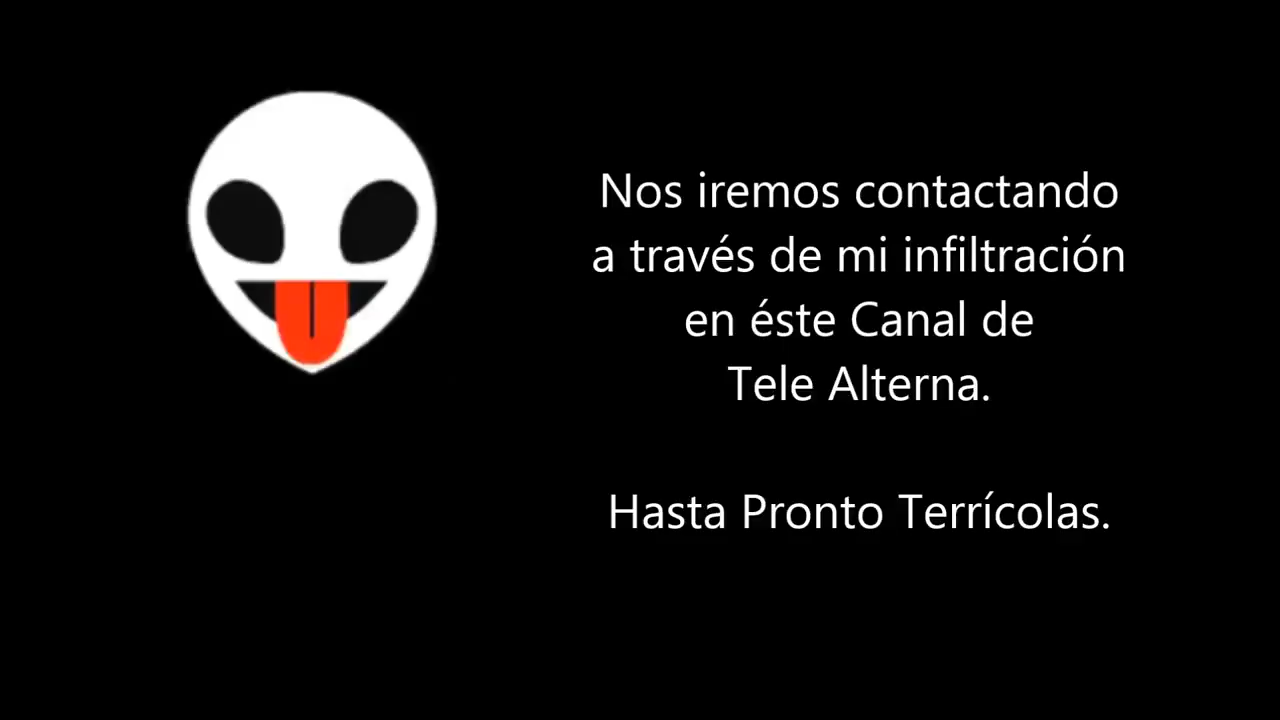 Nos iremos contactando
a través de mi infiltración
en éste Canal de
Tele Alterna.
Hasta Pronto Terrícolas.